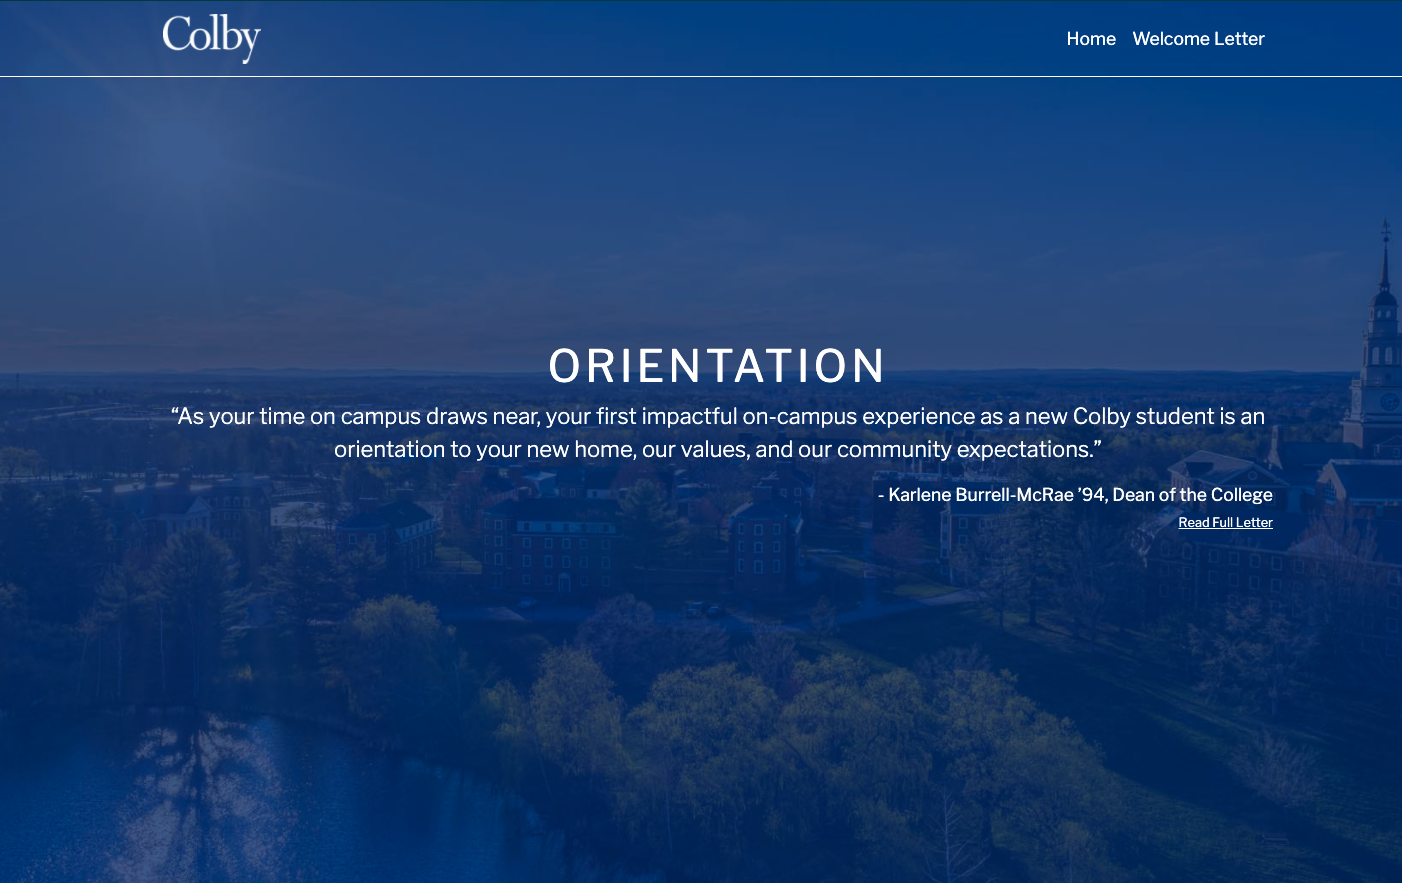 Colby
Home Welcome Letter
ORIENTATION
“As your time on campus draws near, your first impactful on-campus experience as a new Colby student is an
orientation to your new home, our values, and our community expectations.”
- Karlene Burrell-McRae ’94, Dean of the College
Read Full Letter